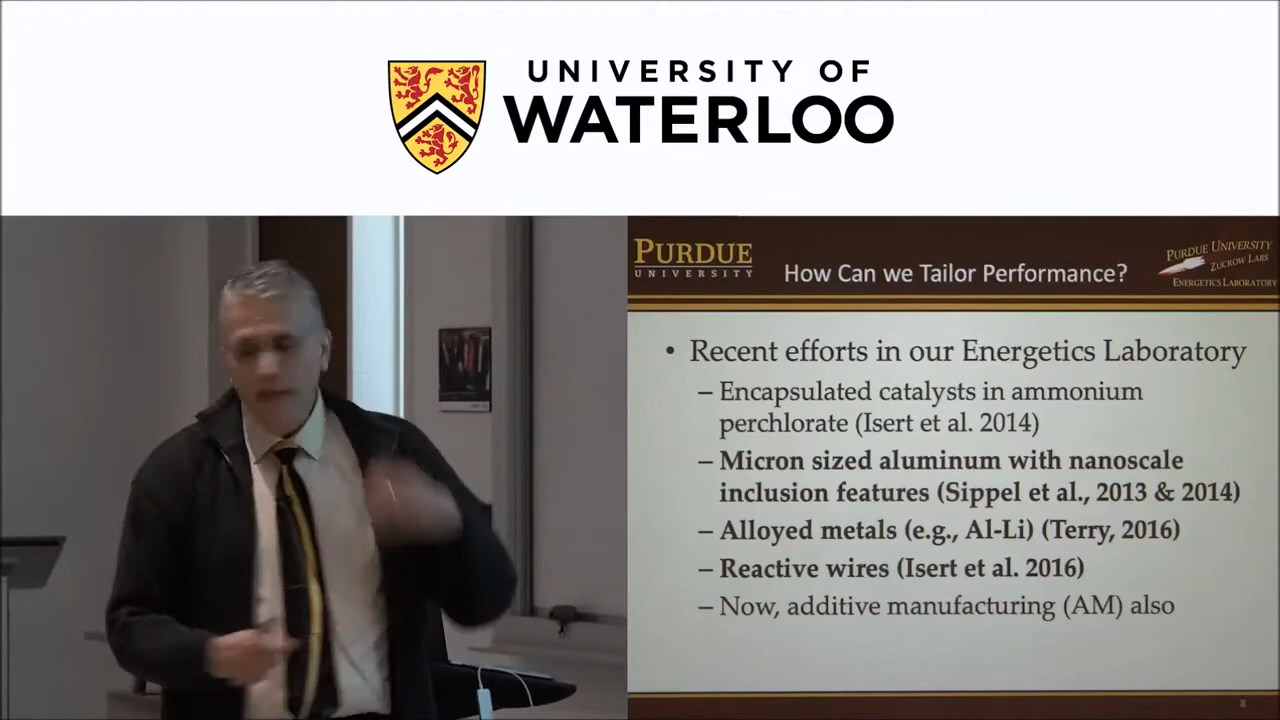 UNIVERSITY OF
WATERLOO
PURDUE
UNIVERSITY
How Can we Tailor Performance?
PURDUE UNIVERSITY
ZUCROW LABS
ENERGETICS LABORATORY
• Recent efforts in our Energetics Laboratory
– Encapsulated catalysts in ammonium
perchlorate (Isert et al. 2014)
– Micron sized aluminum with nanoscale
inclusion features (Sippel et al., 2013 & 2014)
– Alloyed metals (e.g., Al-Li) (Terry, 2016)
– Reactive wires (Isert et al. 2016)
– Now, additive manufacturing (AM) also
8